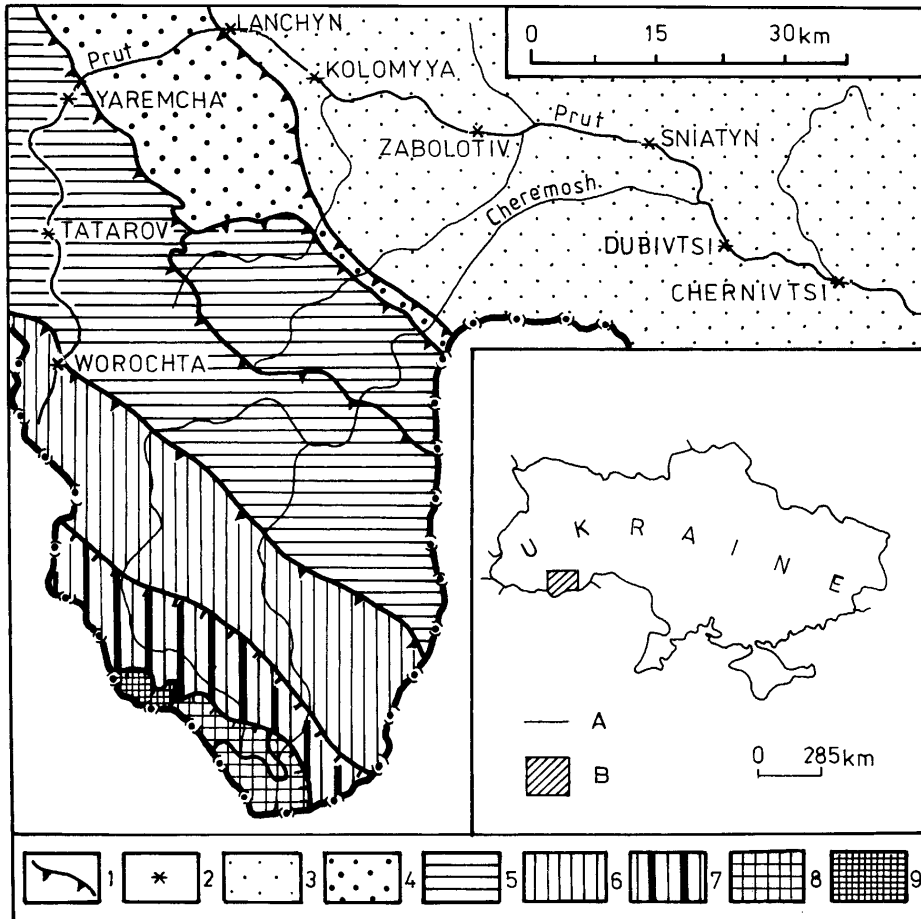 LANCHYN
0 15 30km
Prut
KOLOMYYA
YAREMCHA
Prut
ZABOLOTIV
SNIATYN
Cheremosh.
TATAROV
DUBIVTSI
CHERNIVTSI
WOROCHTA
UKRAINE
A
B
0 285km
1 2 3 4 5 6 7 8 9